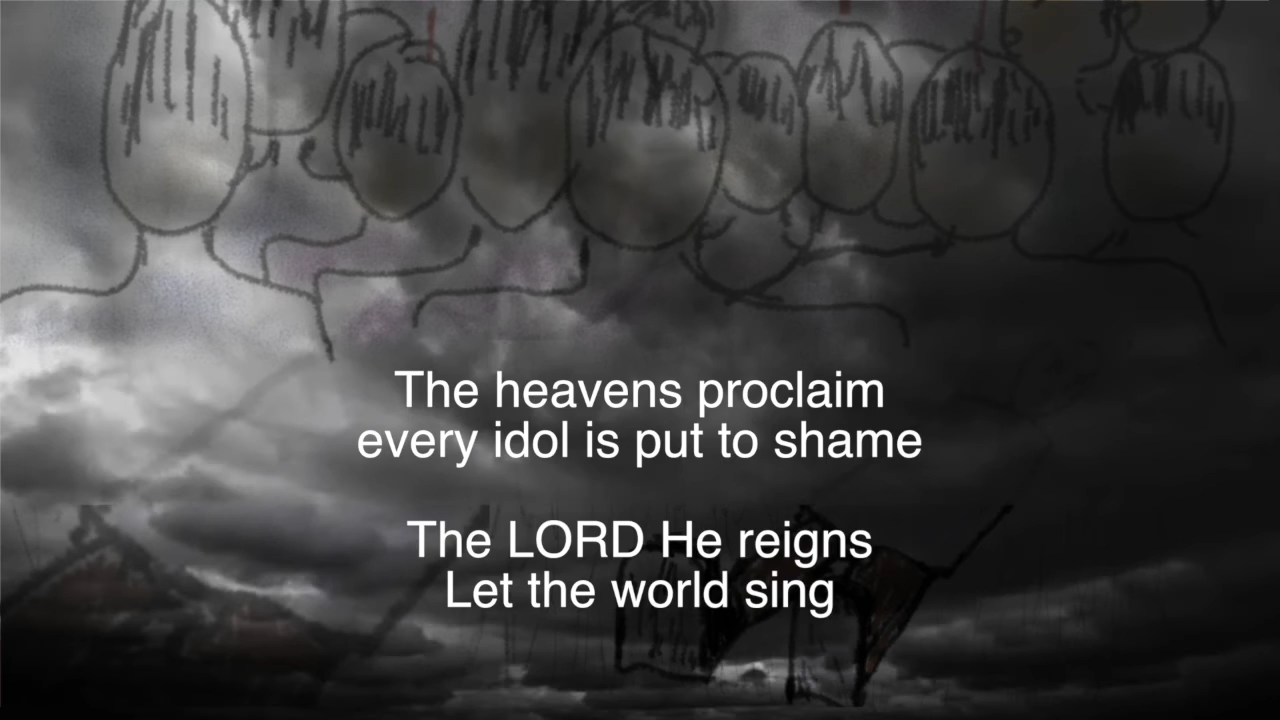 The heavens proclaim
every idol is put to shame
The LORD He reigns
Let the world sing